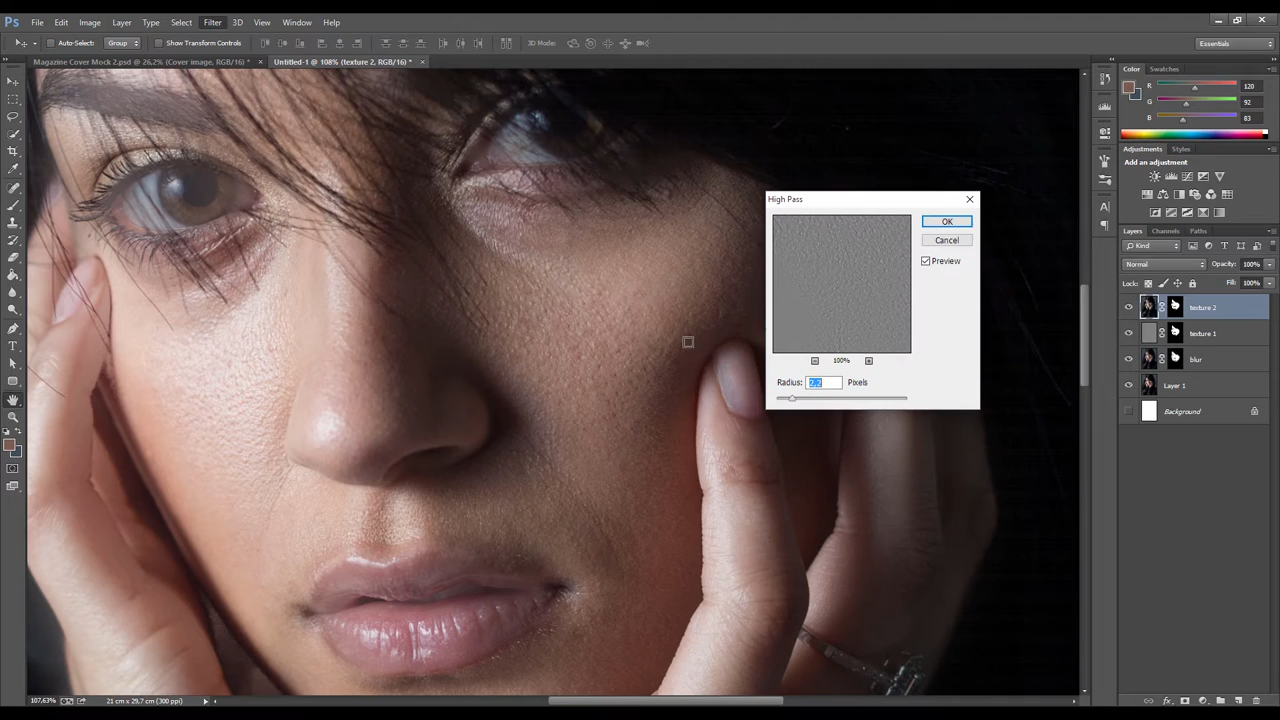 Ps File Edit Image Layer Type Select Filter 3D View Window Help
Auto-Select: Group Show Transform Controls 3D Mode: Essentials
Magazine Cover Mock 2.psd @ 26,2% (Cover image, RGB/16) * × Untitled-1 @ 108% (texture 2, RGB/16) * ×
Color Swatches
R 120
G 92
B 83
Adjustments Styles
Add an adjustment
Layers Channels Paths
Kind
Normal Opacity: 100%
Lock: Fill: 100%
texture 2
texture 1
blur
Layer 1
Background
High Pass
OK
Cancel
Preview
100%
Radius: 2,2 Pixels
107,63% 21 cm x 29,7 cm (300 ppi)